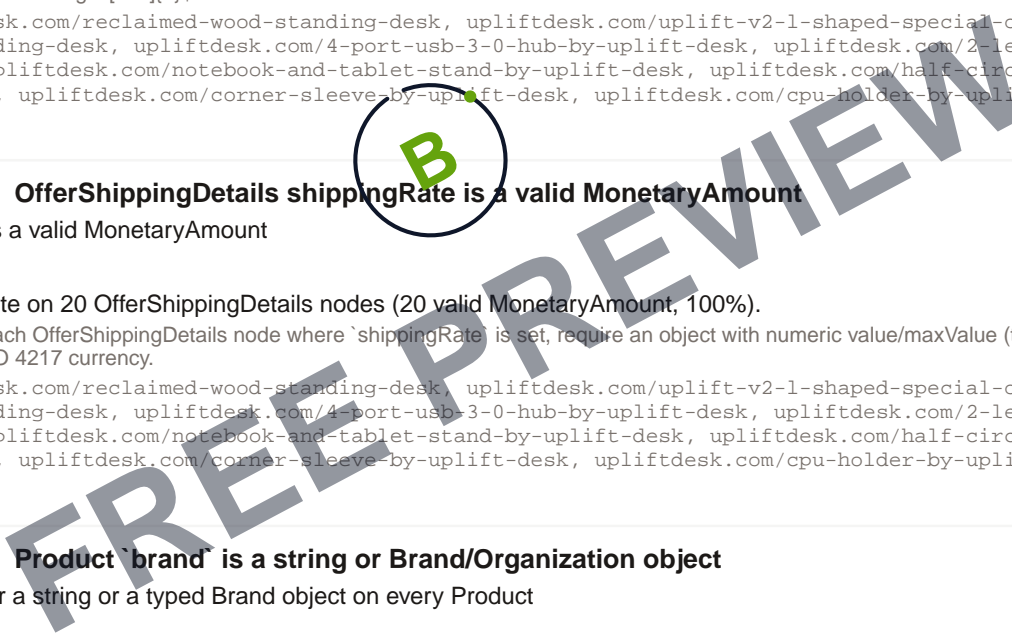 sk.com/reclaimed-wood-standing-desk, upliftdesk.com/uplift-v2-l-shaped-special-
ding-desk, upliftdesk.com/4-port-usb-3-0-hub-by-uplift-desk, upliftdesk.com/2-le
pliftdesk.com/notebook-and-tablet-stand-by-uplift-desk, upliftdesk.com/half-circ
, upliftdesk.com/corner-sleeve-by-uplift-desk, upliftdesk.com/cpu-holder-by-upli
B
OfferShippingDetails shippingRate is a valid MonetaryAmount
s a valid MonetaryAmount
te on 20 OfferShippingDetails nodes (20 valid MonetaryAmount, 100%).
ach OfferShippingDetails node where `shippingRate` is set, require an object with numeric value/maxValue (
O 4217 currency.
sk.com/reclaimed-wood-standing-desk, upliftdesk.com/uplift-v2-l-shaped-special-
ding-desk, upliftdesk.com/4-port-usb-3-0-hub-by-uplift-desk, upliftdesk.com/2-le
pliftdesk.com/notebook-and-tablet-stand-by-uplift-desk, upliftdesk.com/half-circ
, upliftdesk.com/corner-sleeve-by-uplift-desk, upliftdesk.com/cpu-holder-by-upli
FREE PREVIEW
Product `brand` is a string or Brand/Organization object
r a string or a typed Brand object on every Product